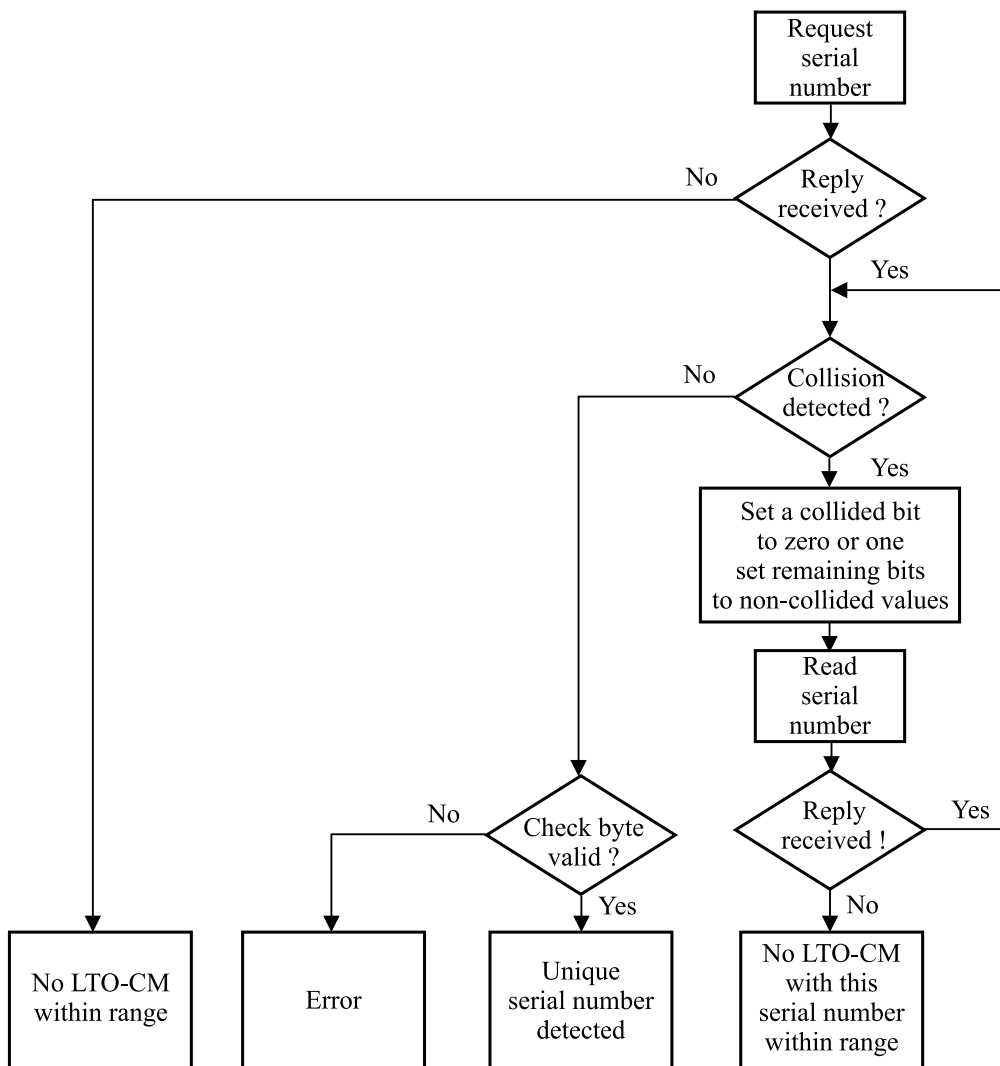 Request
serial
number
No
Reply
received ?
Yes
No
Collision
detected ?
Yes
Set a collided bit
to zero or one
set remaining bits
to non-collided values
Read
serial
number
No
Check byte
valid ?
Reply
received !
Yes
Yes
No
No LTO-CM
within range
Error
Unique
serial number
detected
No LTO-CM
with this
serial number
within range